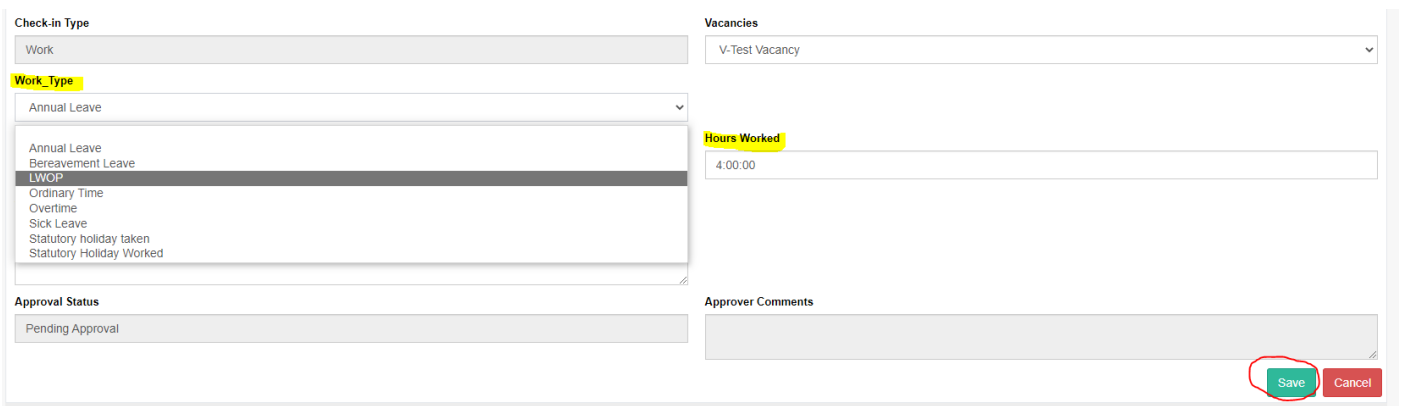 Check-in Type
Vacancies
Work
V-Test Vacancy
Work_Type
Annual Leave
Hours Worked
4:00:00
Annual Leave
Bereavement Leave
LWOP
Ordinary Time
Overtime
Sick Leave
Statutory holiday taken
Statutory Holiday Worked
Approval Status
Approver Comments
Pending Approval
Save
Cancel